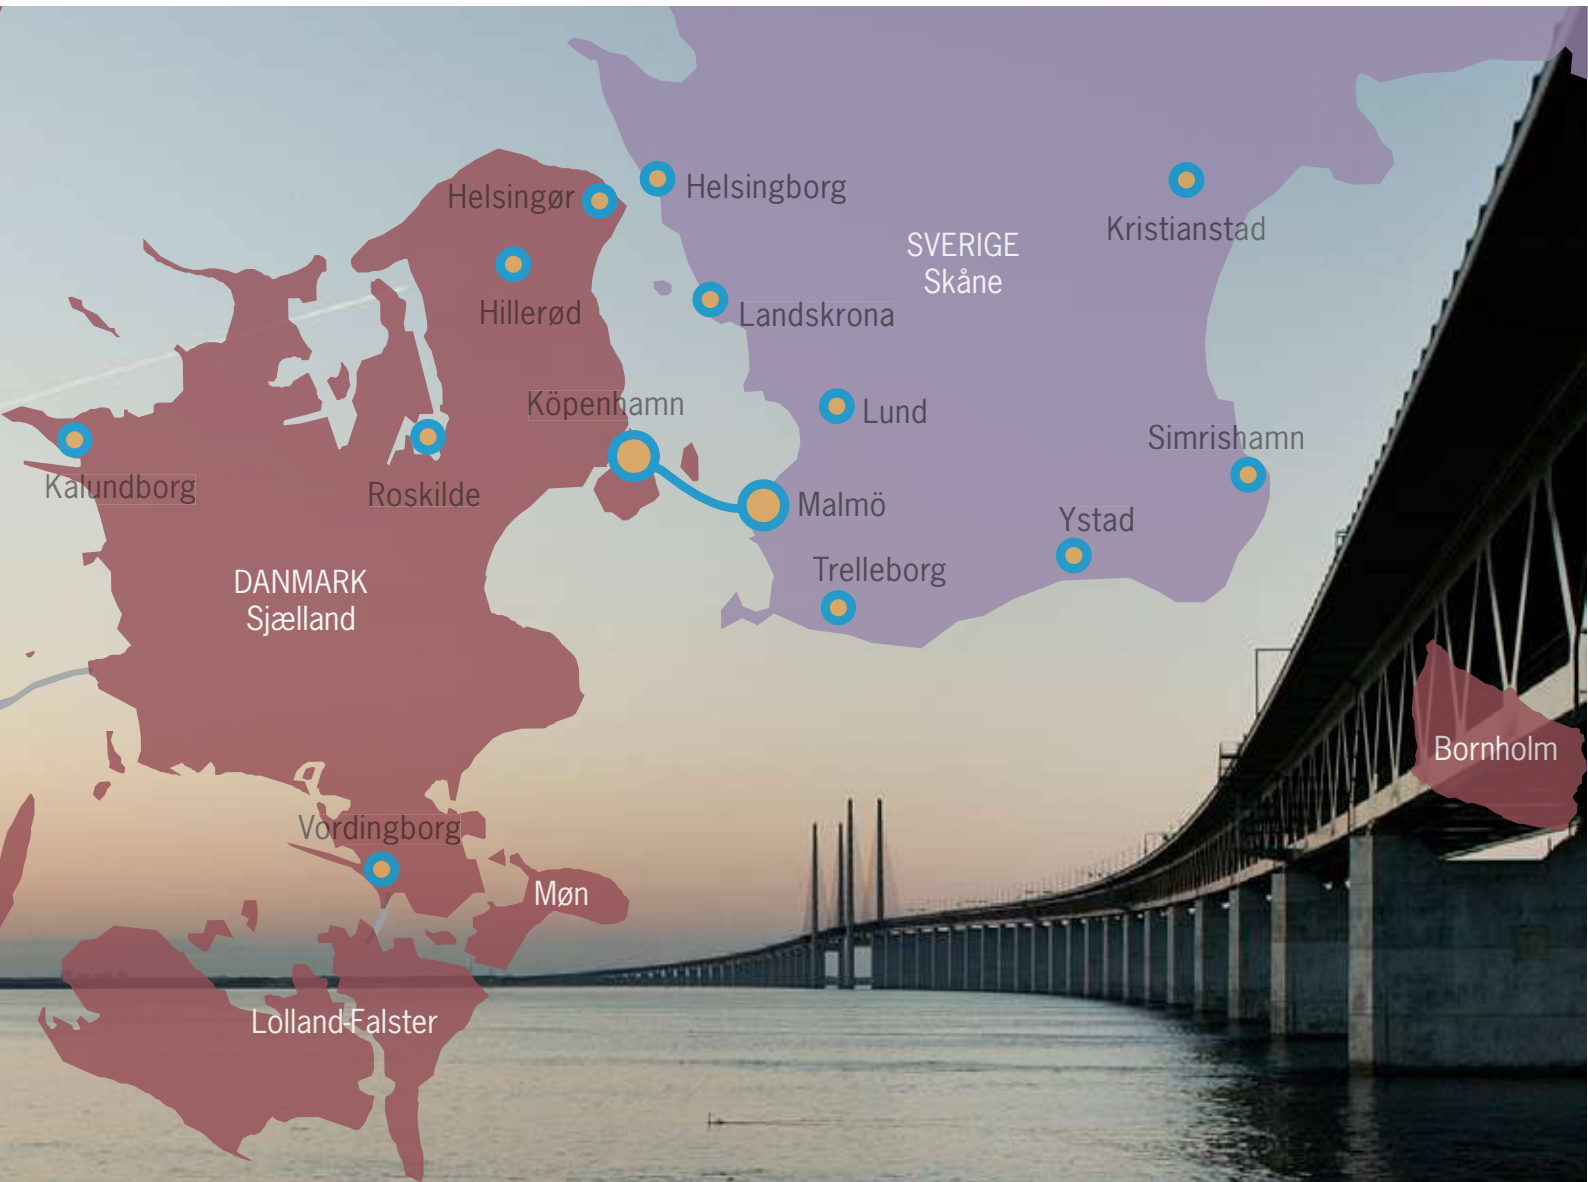 Helsingør
Helsingborg
Kristianstad
SVERIGE
Skåne
Hillerød
Landskrona
Köpenhamn
Lund
Simrishamn
Kalundborg
Roskilde
Malmö
Ystad
Trelleborg
DANMARK
Sjælland
Bornholm
Vordingborg
Møn
Lolland-Falster